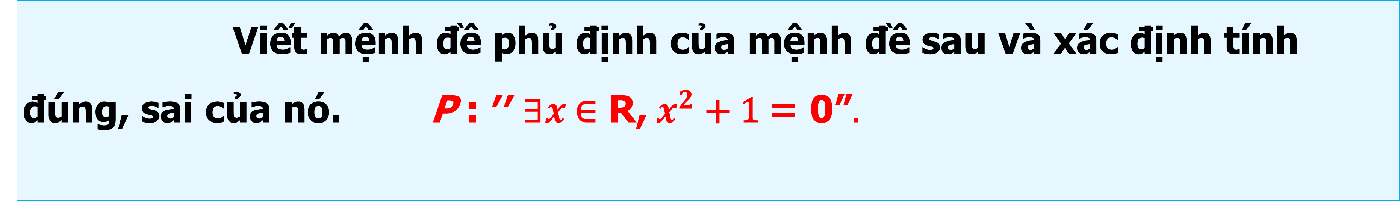 Viết mệnh đề phủ định của mệnh đề sau và xác định tính
đúng, sai của nó. P : ″ ∃x ∈ R, x² + 1 = 0″.